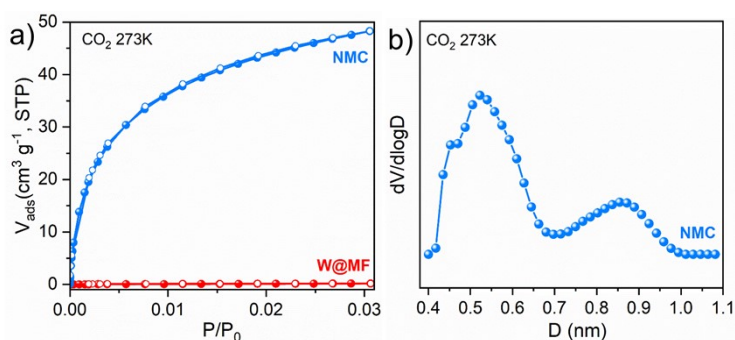 a)
CO₂ 273K
NMC
W@MF
50
40
30
20
10
0
V_ads(cm³ g⁻¹, STP)
0.00 0.01 0.02 0.03
P/P₀
b)
CO₂ 273K
NMC
dV/dlogD
0.4 0.5 0.6 0.7 0.8 0.9 1.0 1.1
D (nm)